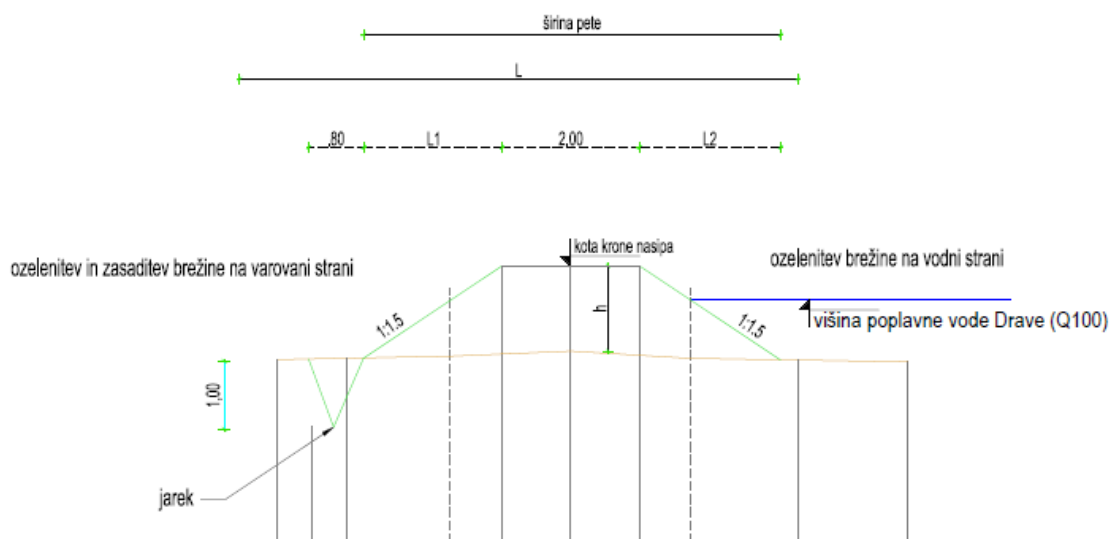 širina pete
L
,80
L1
2,00
L2
kota krone nasipa
ozelenitev in zasaditev brežine na varovani strani
ozelenitev brežine na vodni strani
1:1.5
h
1:1.5
višina poplavne vode Drave (Q100)
1,00
jarek